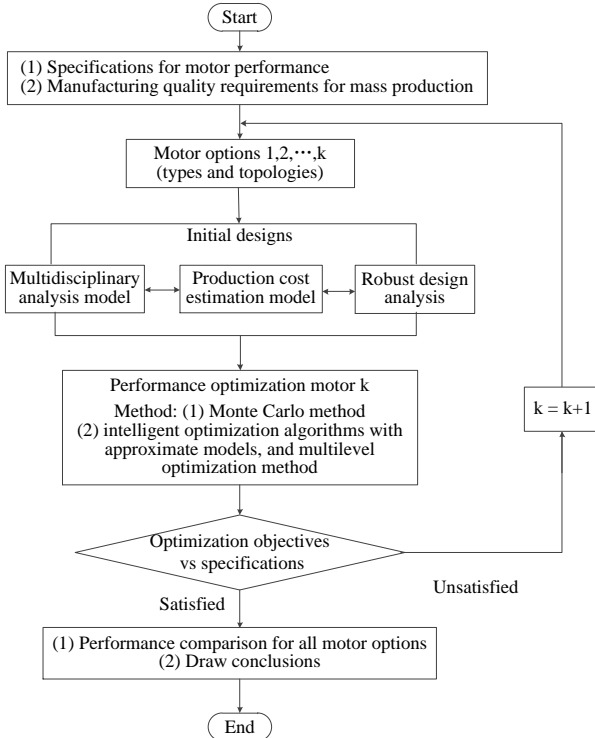 Start
(1) Specifications for motor performance
(2) Manufacturing quality requirements for mass production
Motor options 1,2,⋯,k
(types and topologies)
Initial designs
Multidisciplinary
analysis model
Production cost
estimation model
Robust design
analysis
Performance optimization motor k
Method: (1) Monte Carlo method
(2) intelligent optimization algorithms with
approximate models, and multilevel
optimization method
k = k+1
Optimization objectives
vs specifications
Unsatisfied
Satisfied
(1) Performance comparison for all motor options
(2) Draw conclusions
End